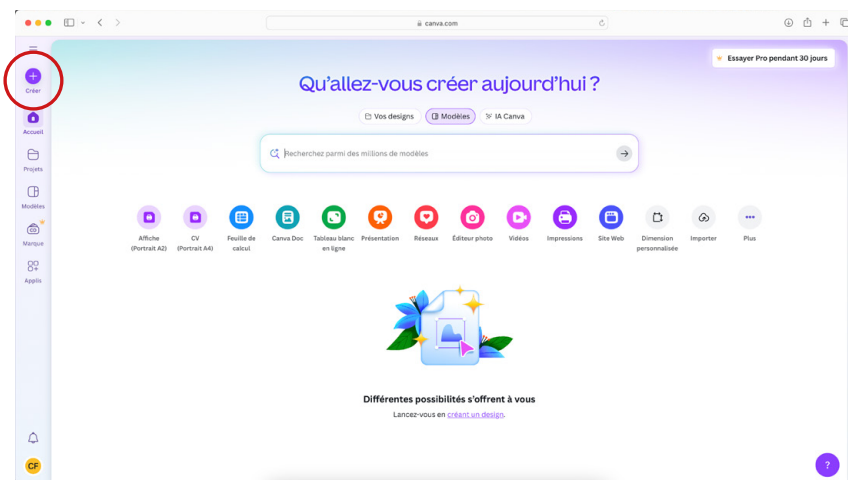 canva.com
Essayer Pro pendant 30 jours
Créer
Qu'allez-vous créer aujourd'hui ?
Vos designs
Modèles
IA Canva
Accueil
Recherchez parmi des millions de modèles
Projets
Modèles
Marque
Applis
Affiche
(Portrait A2)
CV
(Portrait A4)
Feuille de
calcul
Canva Doc
Tableau blanc
en ligne
Présentation
Réseaux
Éditeur photo
Vidéos
Impressions
Site Web
Dimension
personnalisée
Importer
Plus
Différentes possibilités s'offrent à vous
Lancez-vous en créant un design.
CF
?